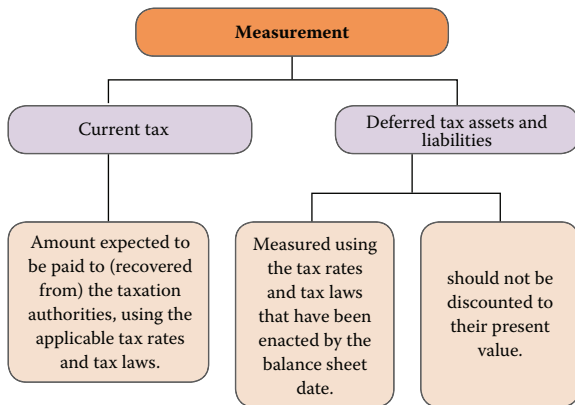 Measurement
Current tax
Deferred tax assets and
liabilities
Amount expected to
be paid to (recovered
from) the taxation
authorities, using the
applicable tax rates
and tax laws.
Measured using
the tax rates
and tax laws
that have been
enacted by the
balance sheet
date.
should not be
discounted to
their present
value.